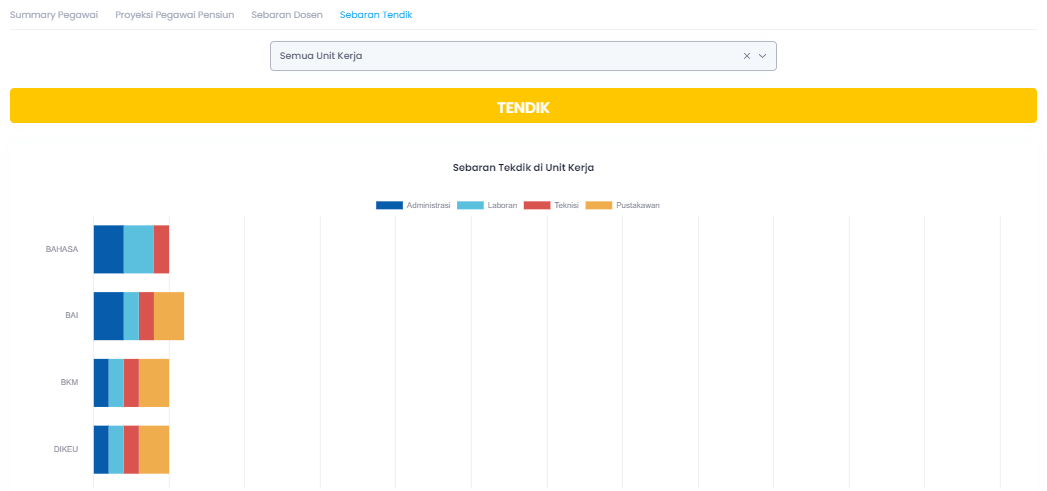 Summary Pegawai Proyeksi Pegawai Pensiun Sebaran Dosen Sebaran Tendik
Semua Unit Kerja
TENDIK
Sebaran Tekdik di Unit Kerja
Administrasi Laboran Teknisi Pustakawan
BAHASA
BAI
BKM
DIKEU